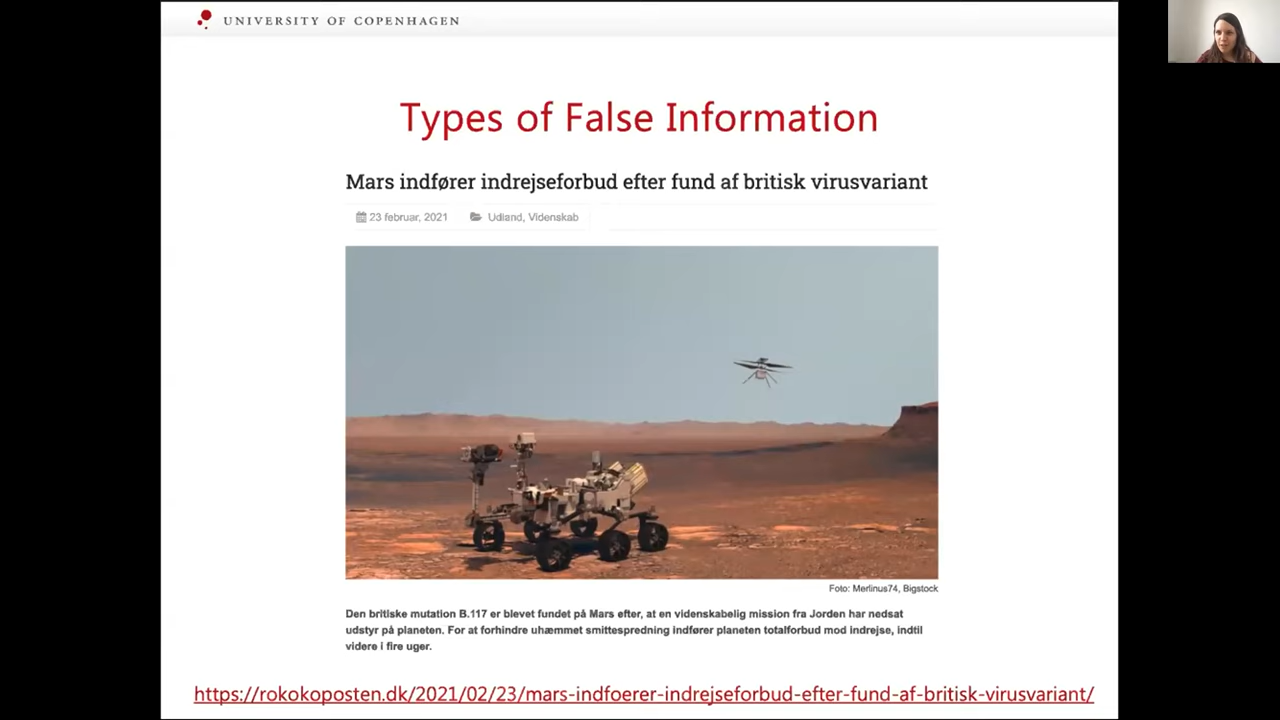 UNIVERSITY OF COPENHAGEN
Types of False Information
Mars indfører indrejseforbud efter fund af britisk virusvariant
23 februar, 2021 Udland, Videnskab
Foto: Merlinus74, Bigstock
Den britiske mutation B.117 er blevet fundet på Mars efter, at en videnskabelig mission fra Jorden har nedsat
udstyr på planeten. For at forhindre uhæmmet smittespredning indfører planeten totalforbud mod indrejse, indtil
videre i fire uger.
https://rokokoposten.dk/2021/02/23/mars-indfoerer-indrejseforbud-efter-fund-af-britisk-virusvariant/